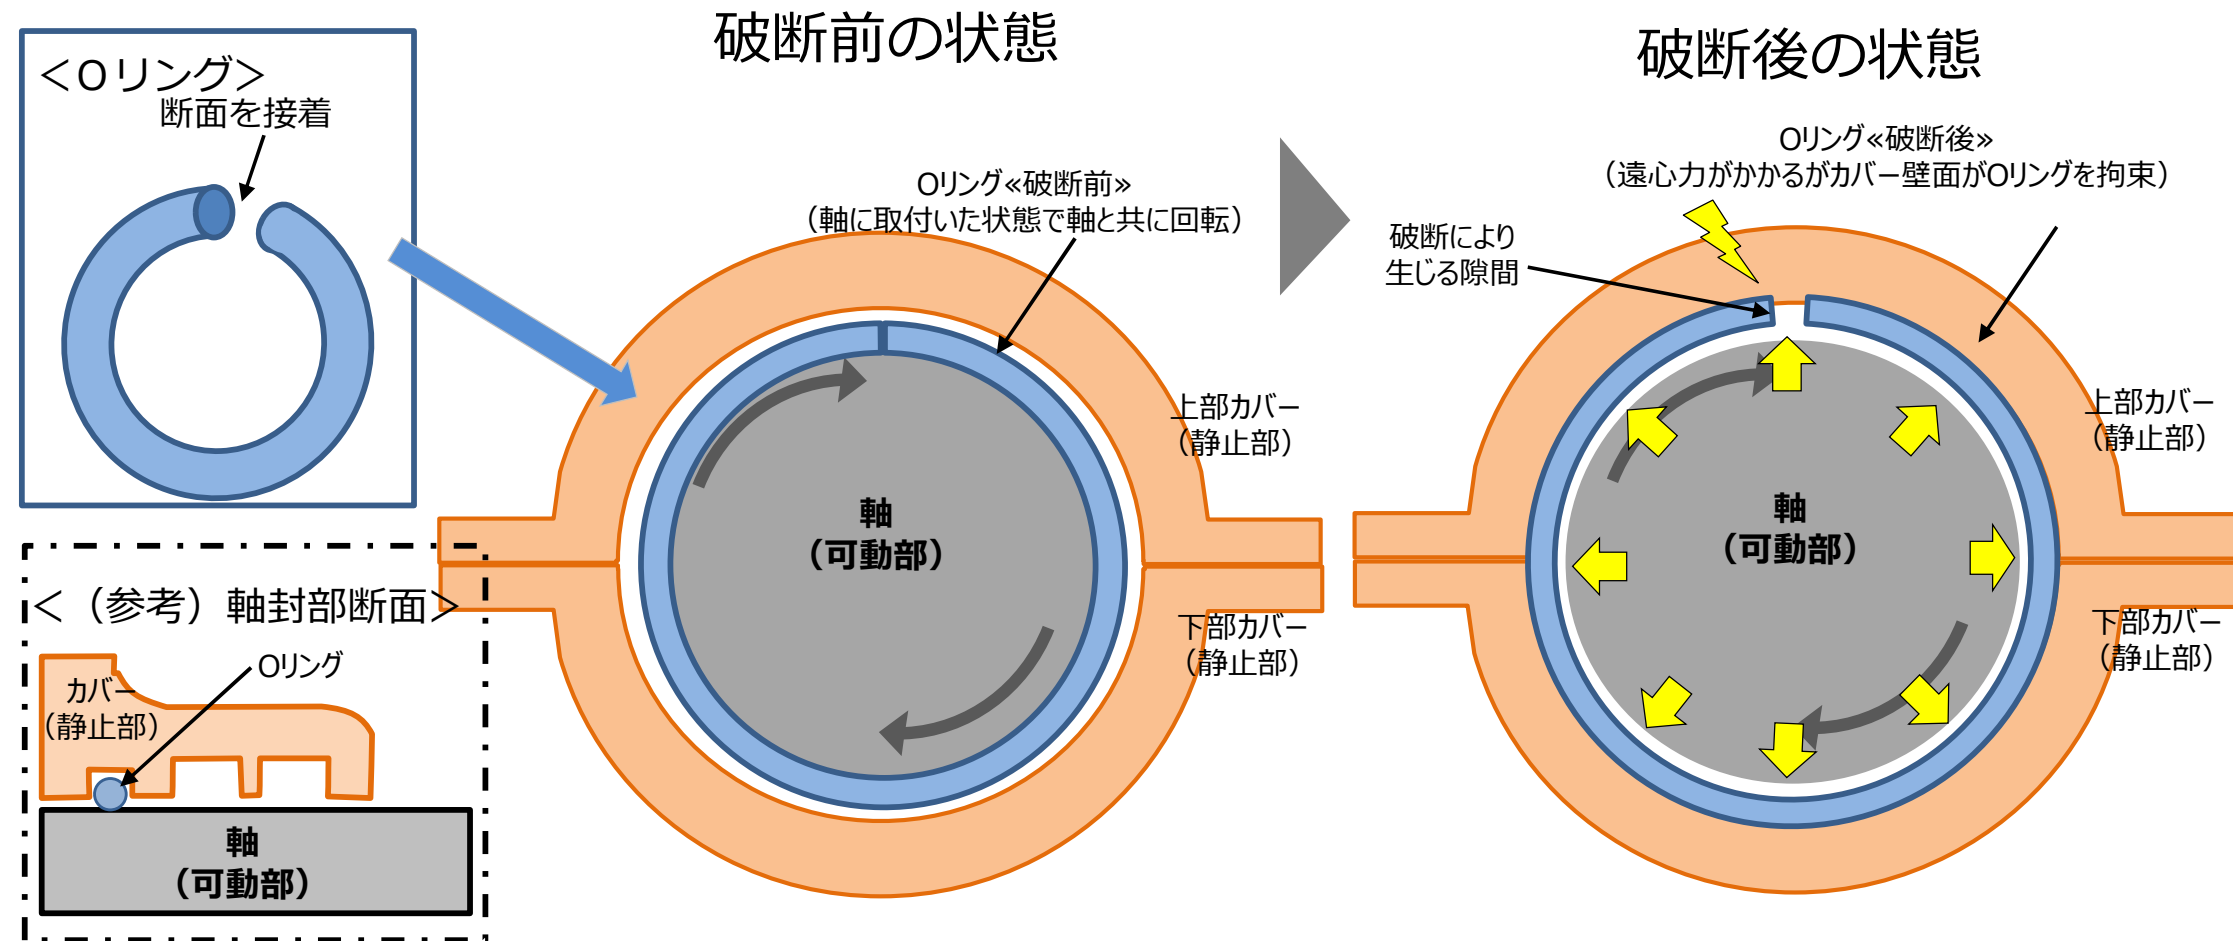 破断前の状態
破断後の状態
＜Oリング＞
断面を接着
Oリング≪破断前≫
（軸に取付いた状態で軸と共に回転）
Oリング≪破断後≫
（遠心力がかかるがカバー壁面がOリングを拘束）
破断により
生じる隙間
上部カバー
（静止部）
軸
（可動部）
下部カバー
（静止部）
上部カバー
（静止部）
軸
（可動部）
下部カバー
（静止部）
＜（参考）軸封部断面＞
Oリング
カバー
（静止部）
軸
（可動部）